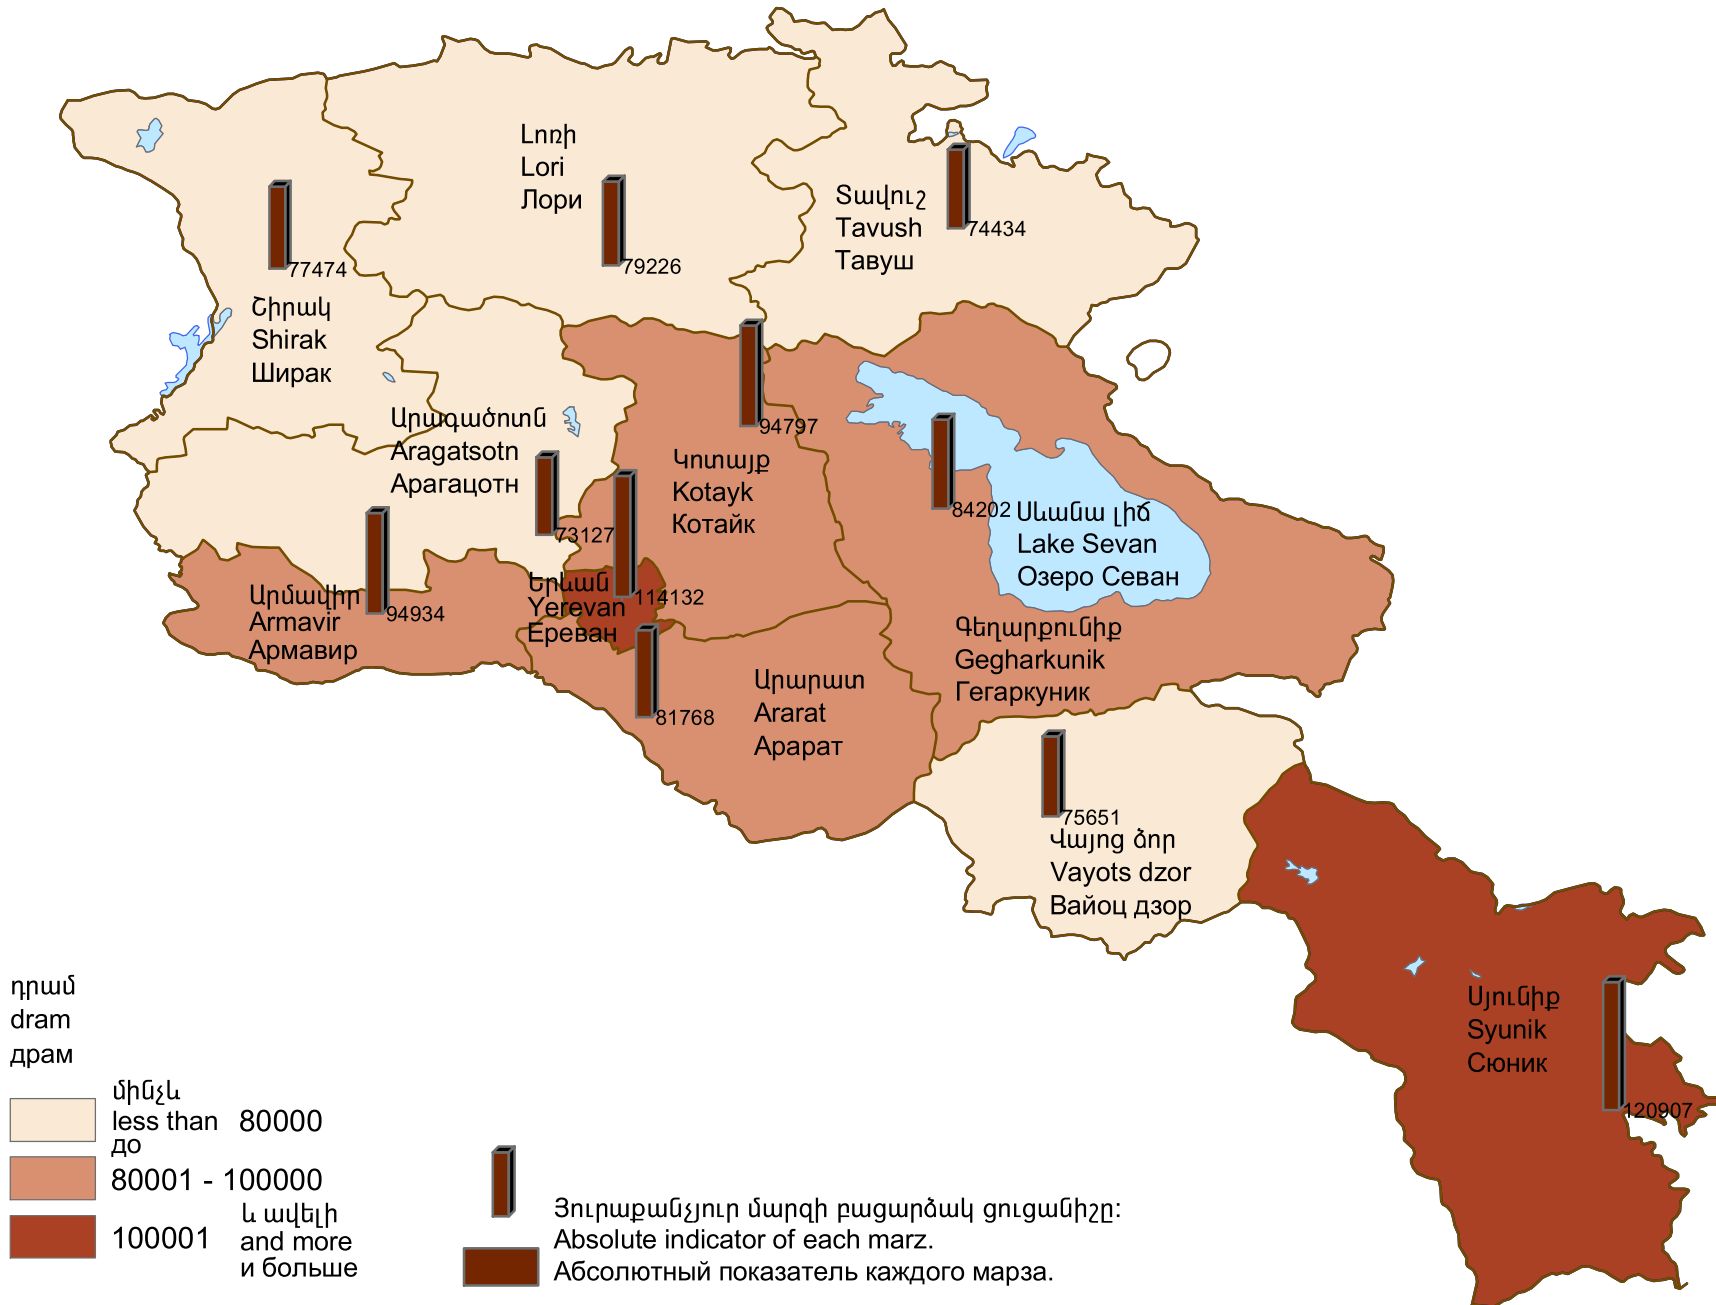 Լոռի
Lori
Лори
79226
Տավուշ
Tavush
Тавуш
74434
77474
Շիրակ
Shirak
Ширак
94797
Արագածոտն
Aragatsotn
Арагацотн
73127
Կոտայք
Kotayk
Котайк
84202
Սևանա լիճ
Lake Sevan
Озеро Севан
Արմավիր
Armavir
Армавир
94934
Երևան
Yerevan
Ереван
114132
Գեղարքունիք
Gegharkunik
Гегаркуник
81768
Արարատ
Ararat
Арарат
75651
Վայոց ձոր
Vayots dzor
Вайоц дзор
Սյունիք
Syunik
Сюник
120907
դրամ
dram
драм
մինչև
less than 80000
до
80001 - 100000
100001
և ավելի
and more
и больше
Յուրաքանչյուր մարզի բացարձակ ցուցանիշը:
Absolute indicator of each marz.
Абсолютный показатель каждого марза.